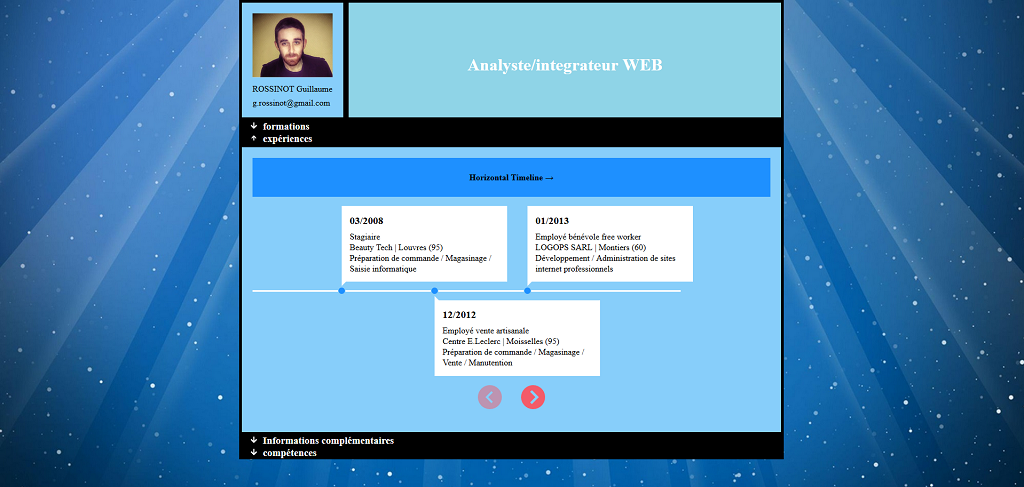 Analyste/integrateur WEB
ROSSINOT Guillaume
g.rossinot@gmail.com
formations
expériences
Horizontal Timeline →
03/2008
Stagiaire
Beauty Tech | Louvres (95)
Préparation de commande / Magasinage /
Saisie informatique
01/2013
Employé bénévole free worker
LOGOPS SARL | Montiers (60)
Développement / Administration de sites
internet professionnels
12/2012
Employé vente artisanale
Centre E.Leclerc | Moisselles (95)
Préparation de commande / Magasinage /
Vente / Manutention
Informations complémentaires
compétences